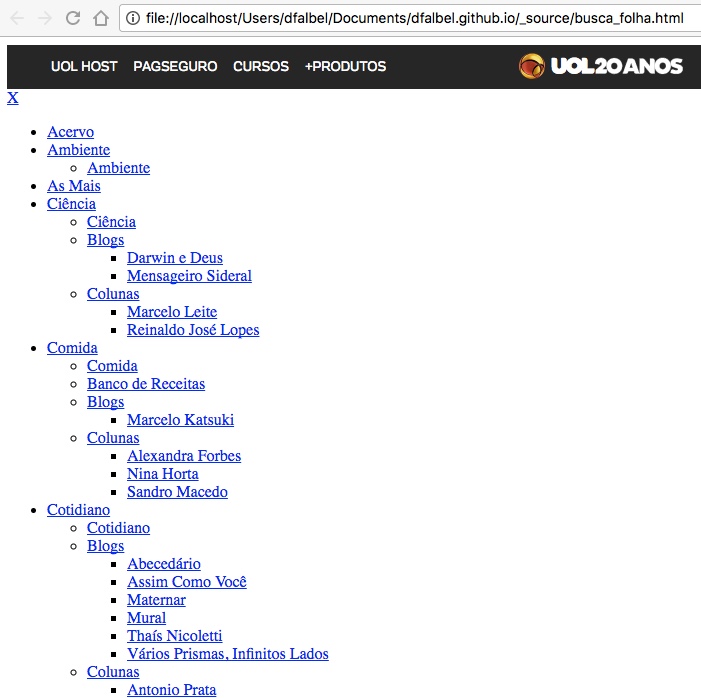 file://localhost/Users/dfalbel/Documents/dfalbel.github.io/_source/busca_folha.html
UOL HOST PAGSEGURO CURSOS +PRODUTOS UOL20ANOS
X
Acervo
Ambiente
Ambiente
As Mais
Ciência
Ciência
Blogs
Darwin e Deus
Mensageiro Sideral
Colunas
Marcelo Leite
Reinaldo José Lopes
Comida
Comida
Banco de Receitas
Blogs
Marcelo Katsuki
Colunas
Alexandra Forbes
Nina Horta
Sandro Macedo
Cotidiano
Cotidiano
Blogs
Abecedário
Assim Como Você
Maternar
Mural
Thaís Nicoletti
Vários Prismas, Infinitos Lados
Colunas
Antonio Prata